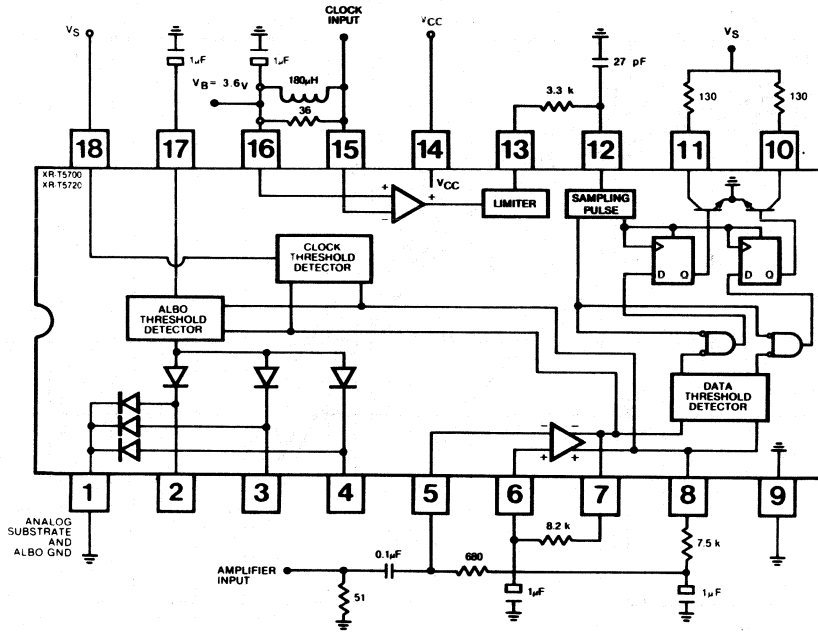 CLOCK
INPUT
VS
1µF
1µF
180µH
VB= 3.6V
36
VCC
27 pF
3.3 k
VS
130
130
18
17
16
15
14
13
12
11
10
XR-T5700
XR-T5720
+
−
VCC
+
LIMITER
SAMPLING
PULSE
CLOCK
THRESHOLD
DETECTOR
D
Q
D
Q
ALBO
THRESHOLD
DETECTOR
DATA
THRESHOLD
DETECTOR
−
−
+
+
1
2
3
4
5
6
7
8
9
ANALOG
SUBSTRATE
AND
ALBO GND
8.2 k
7.5 k
0.1µF
680
AMPLIFIER
INPUT
51
1µF
1µF